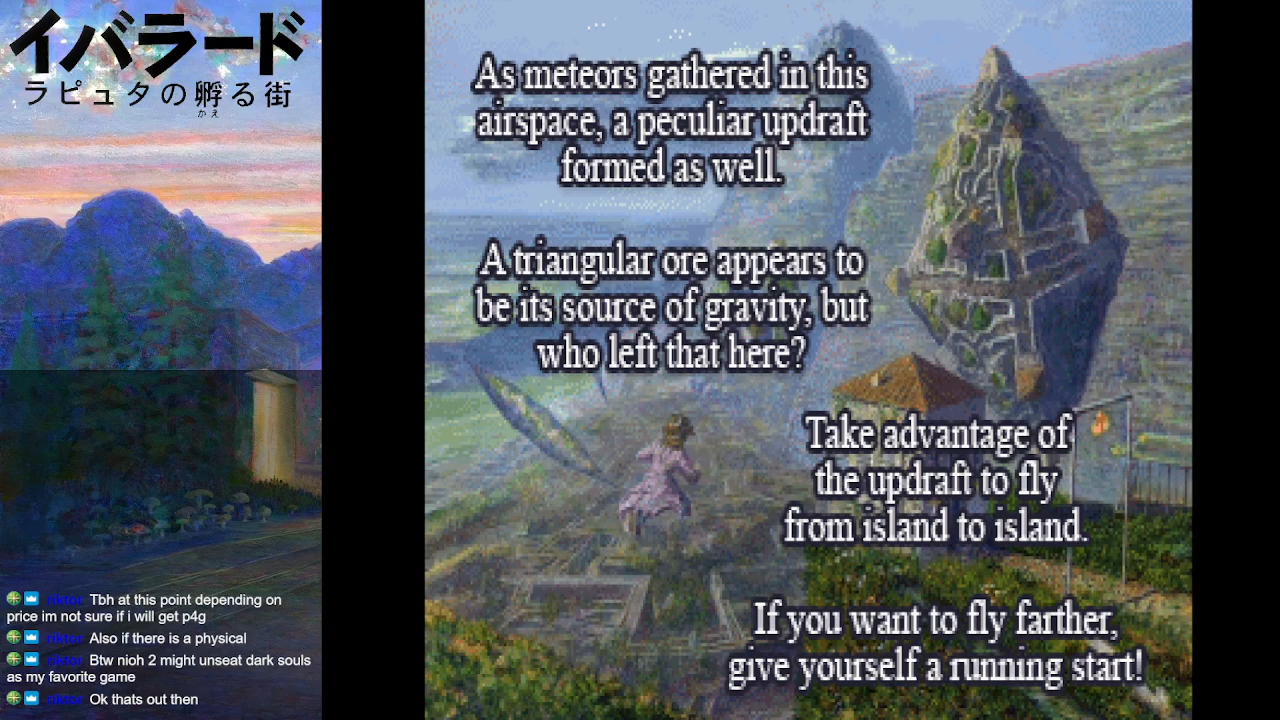 イバラード
ラピュタの孵る街
かえ
As meteors gathered in this
airspace, a peculiar updraft
formed as well.
A triangular ore appears to
be its source of gravity, but
who left that here?
Take advantage of
the updraft to fly
from island to island.
If you want to fly farther,
give yourself a running start!
riktor Tbh at this point depending on
price im not sure if i will get p4g
riktor Also if there is a physical
riktor Btw nioh 2 might unseat dark souls
as my favorite game
riktor Ok thats out then